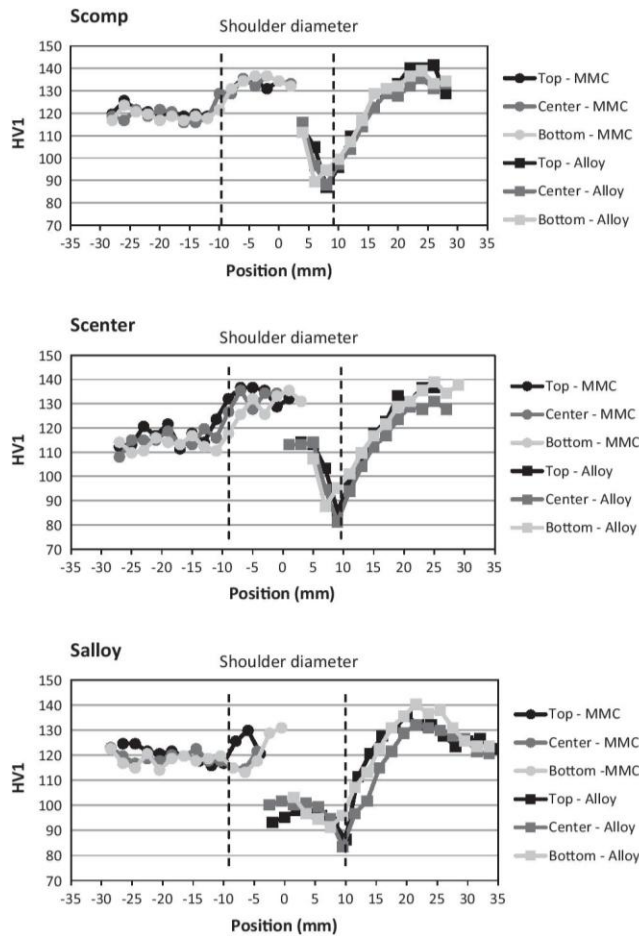 Scomp
Shoulder diameter
150
140
130
120
110
100
90
80
70
HV1
-35 -30 -25 -20 -15 -10 -5 0 5 10 15 20 25 30 35
Position (mm)
Top - MMC
Center - MMC
Bottom - MMC
Top - Alloy
Center - Alloy
Bottom - Alloy
Scenter
Shoulder diameter
150
140
130
120
110
100
90
80
70
HV1
-35 -30 -25 -20 -15 -10 -5 0 5 10 15 20 25 30 35
Position (mm)
Top - MMC
Center - MMC
Bottom - MMC
Top - Alloy
Center - Alloy
Bottom - Alloy
Salloy
Shoulder diameter
150
140
130
120
110
100
90
80
70
HV1
-35 -30 -25 -20 -15 -10 -5 0 5 10 15 20 25 30 35
Position (mm)
Top - MMC
Center - MMC
Bottom -MMC
Top - Alloy
Center - Alloy
Bottom - Alloy